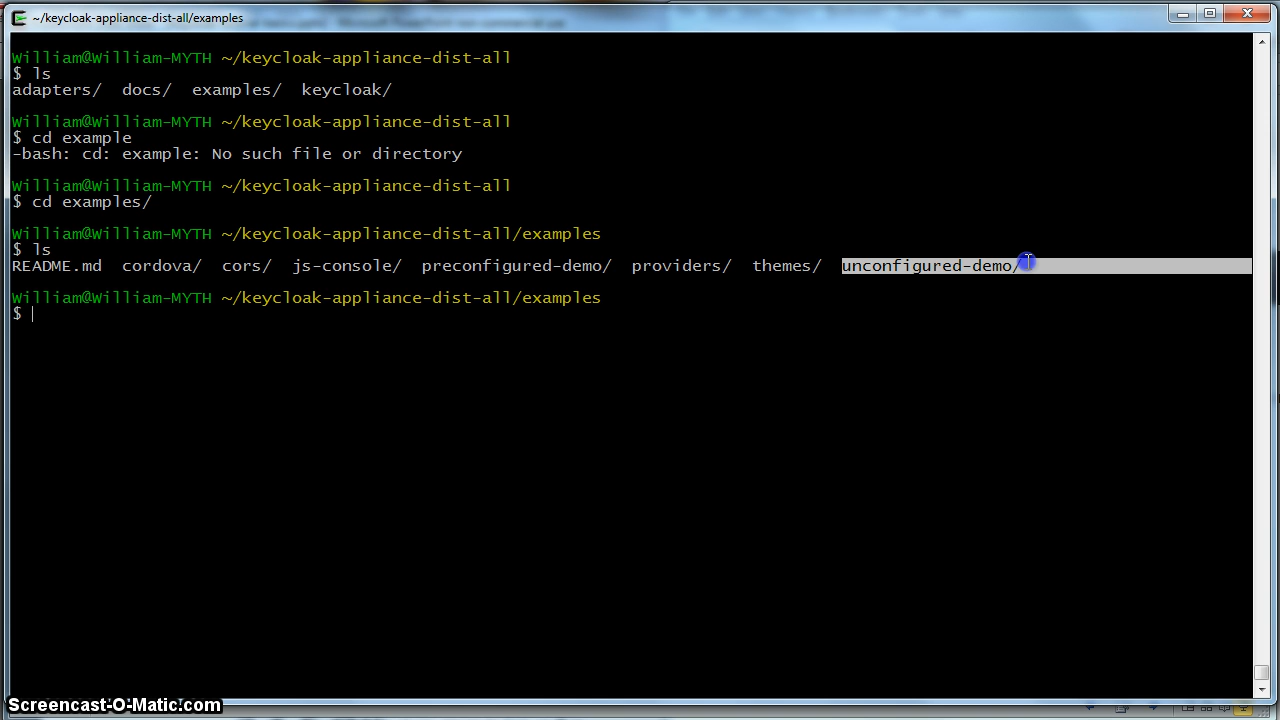 ~/keycloak-appliance-dist-all/examples
William@William-MYTH ~/keycloak-appliance-dist-all
$ ls
adapters/ docs/ examples/ keycloak/
William@William-MYTH ~/keycloak-appliance-dist-all
$ cd example
-bash: cd: example: No such file or directory
William@William-MYTH ~/keycloak-appliance-dist-all
$ cd examples/
William@William-MYTH ~/keycloak-appliance-dist-all/examples
$ ls
README.md cordova/ cors/ js-console/ preconfigured-demo/ providers/ themes/ unconfigured-demo/
William@William-MYTH ~/keycloak-appliance-dist-all/examples
$
Screencast-O-Matic.com